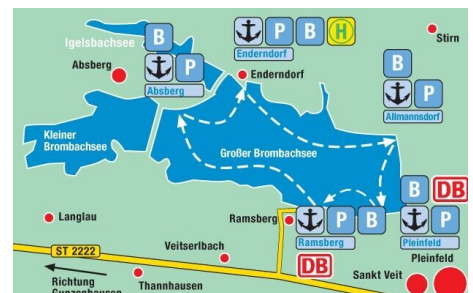 Igelsbachsee
B
P
Absberg
Absberg
P
B
H
Enderndorf
Enderndorf
Stirn
B
P
Allmannsdorf
Kleiner
Brombachsee
Großer Brombachsee
B
DB
P
Pleinfeld
Pleinfeld
Langlau
Ramsberg
P
B
Ramsberg
DB
ST 2222
Veitserlbach
Sankt Veit
Richtung
Gunzenhausen
Thannhausen